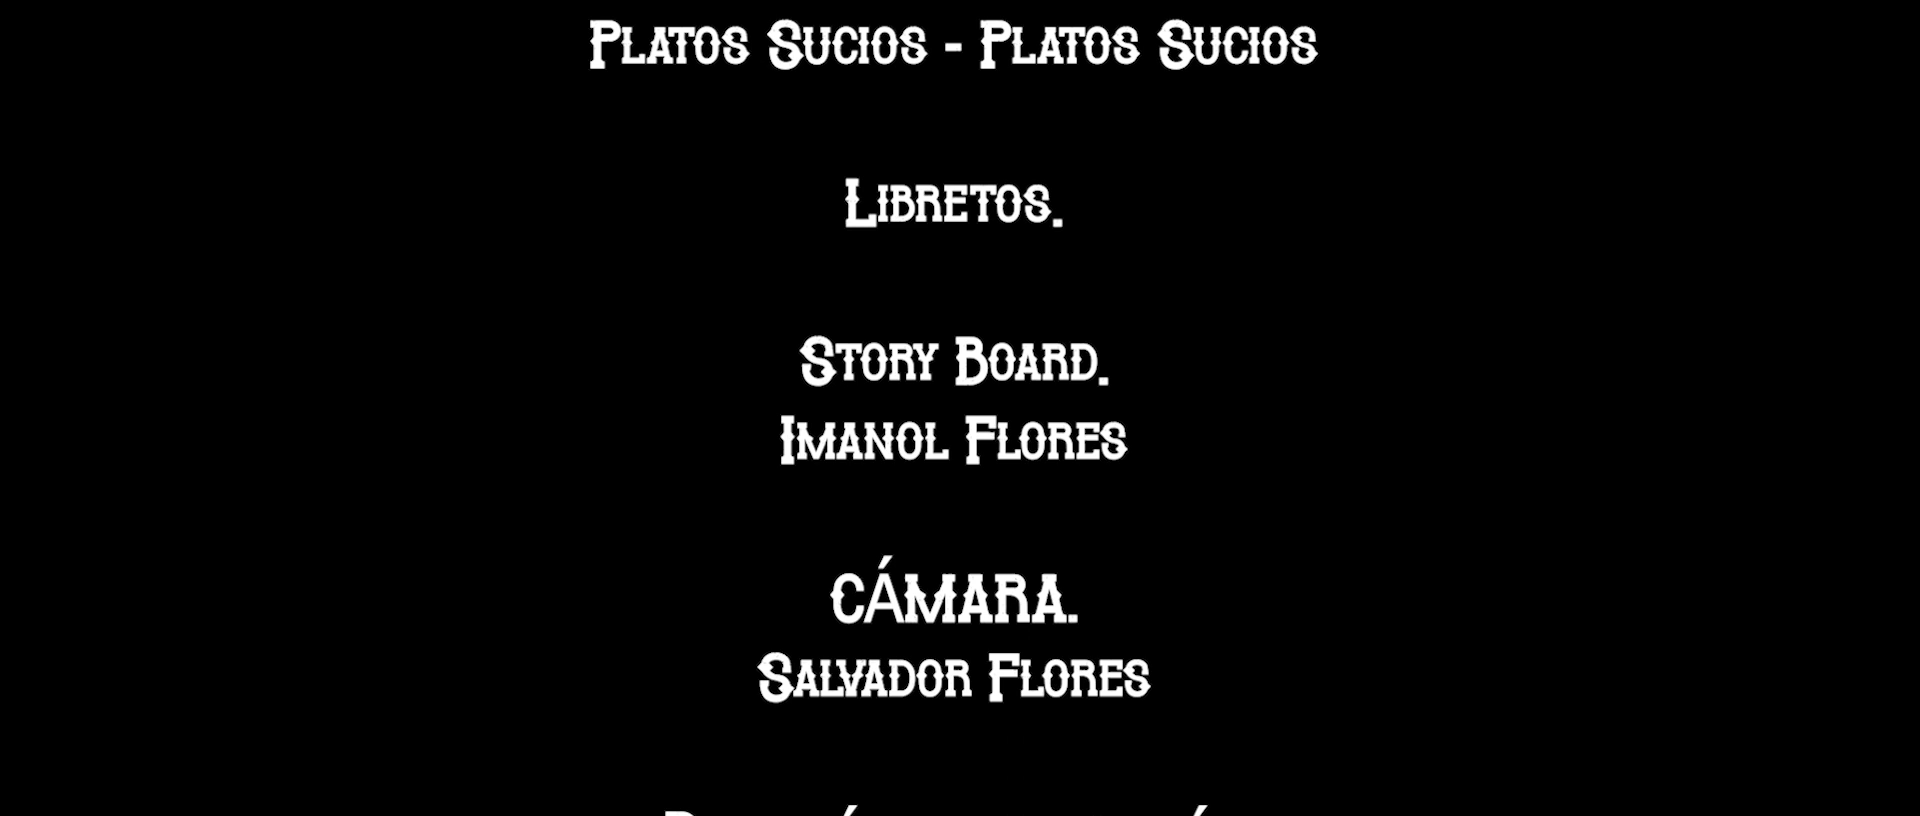 Platos Sucios - Platos Sucios
Libretos.
Story Board.
Imanol Flores
CÁMARA.
Salvador Flores